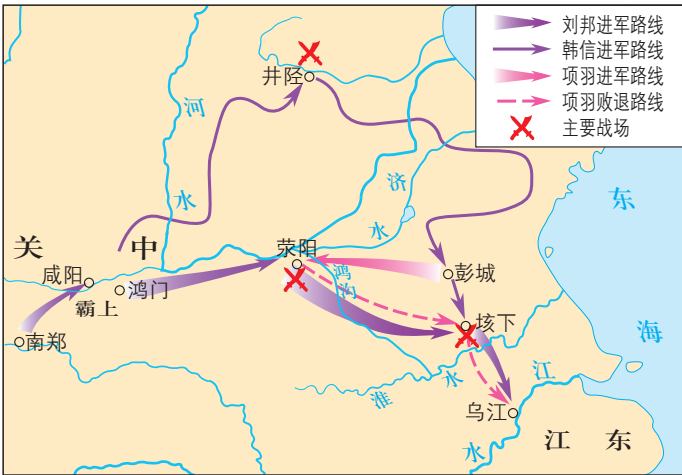 刘邦进军路线
韩信进军路线
项羽进军路线
项羽败退路线
主要战场
井陉
河
水
济
水
东
海
关 中
荥阳
鸿沟
彭城
咸阳
鸿门
霸上
南郑
垓下
淮
水
江
水
乌江
江 东